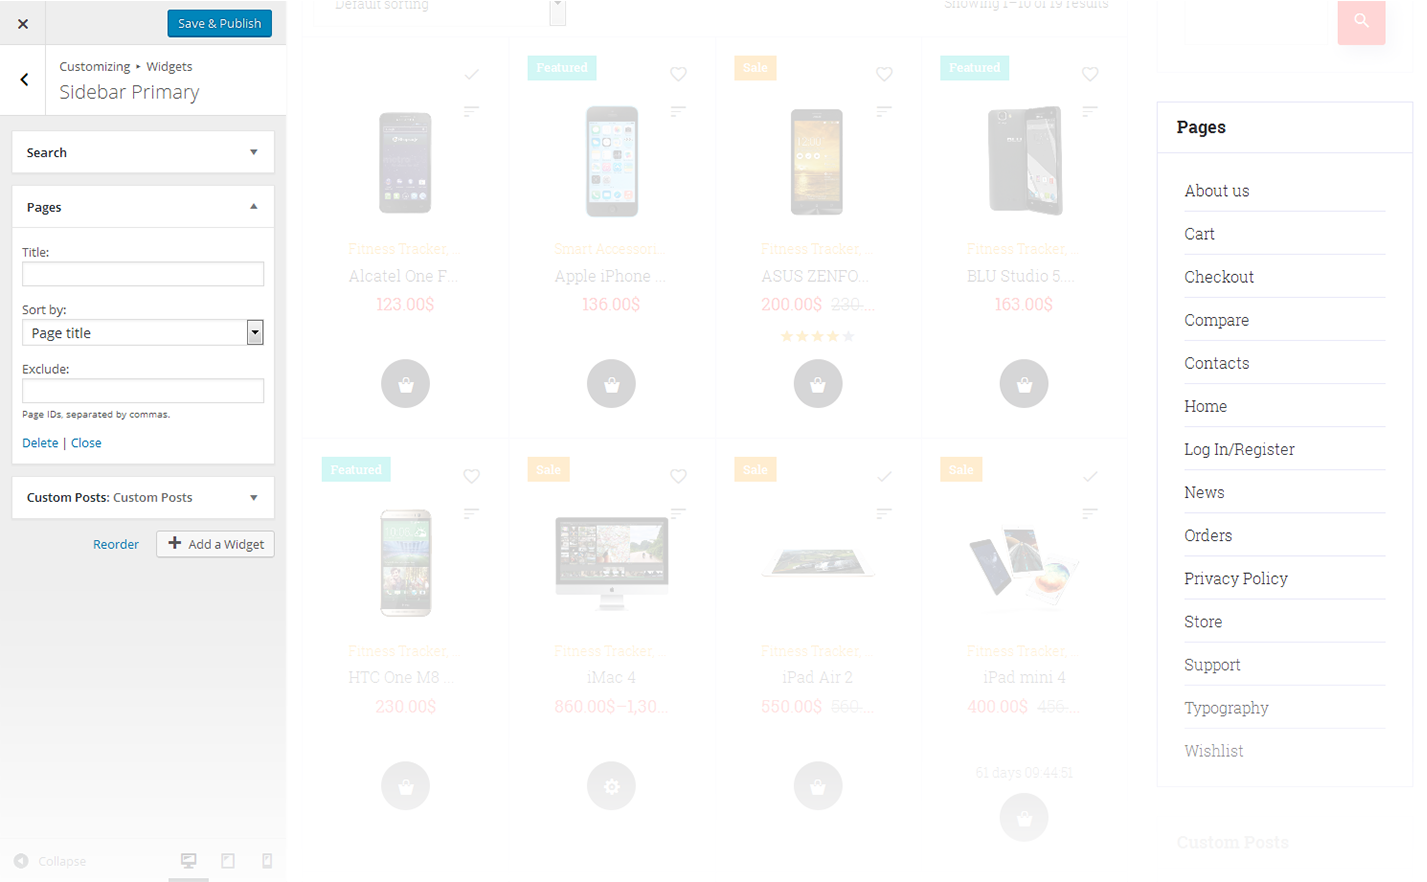 Save & Publish
Customizing ▸ Widgets
Sidebar Primary
Search
Pages
Title:
Sort by:
Page title
Exclude:
Page IDs, separated by commas.
Delete | Close
Custom Posts: Custom Posts
Reorder
Add a Widget
Collapse
Default sorting
Showing 1–10 of 19 results
Featured
Sale
Featured
Fitness Tracker, ...
Smart Accessori...
Fitness Tracker, ...
Fitness Tracker, ...
Alcatel One F...
Apple iPhone ...
ASUS ZENFO...
BLU Studio 5....
123.00$
136.00$
200.00$ 230....
163.00$
Featured
Sale
Sale
Sale
Fitness Tracker, ...
Fitness Tracker, ...
Fitness Tracker, ...
Fitness Tracker, ...
HTC One M8 ...
iMac 4
iPad Air 2
iPad mini 4
230.00$
860.00$–1,30...
550.00$ 560....
400.00$ 456....
61 days 09:44:51
Pages
About us
Cart
Checkout
Compare
Contacts
Home
Log In/Register
News
Orders
Privacy Policy
Store
Support
Typography
Wishlist
Custom Posts